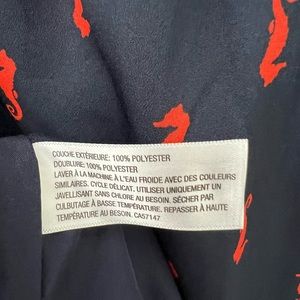 COUCHE EXTÉRIEURE: 100% POLYESTER
DOUBLURE: 100% POLYESTER
LAVER À LA MACHINE À L'EAU FROIDE AVEC DES COULEURS
SIMILAIRES. CYCLE DÉLICAT. UTILISER UNIQUEMENT UN
JAVELLISANT SANS CHLORE AU BESOIN. SÉCHER PAR
CULBUTAGE À BASSE TEMPÉRATURE. REPASSER À HAUTE
TEMPÉRATURE AU BESOIN. CA57147